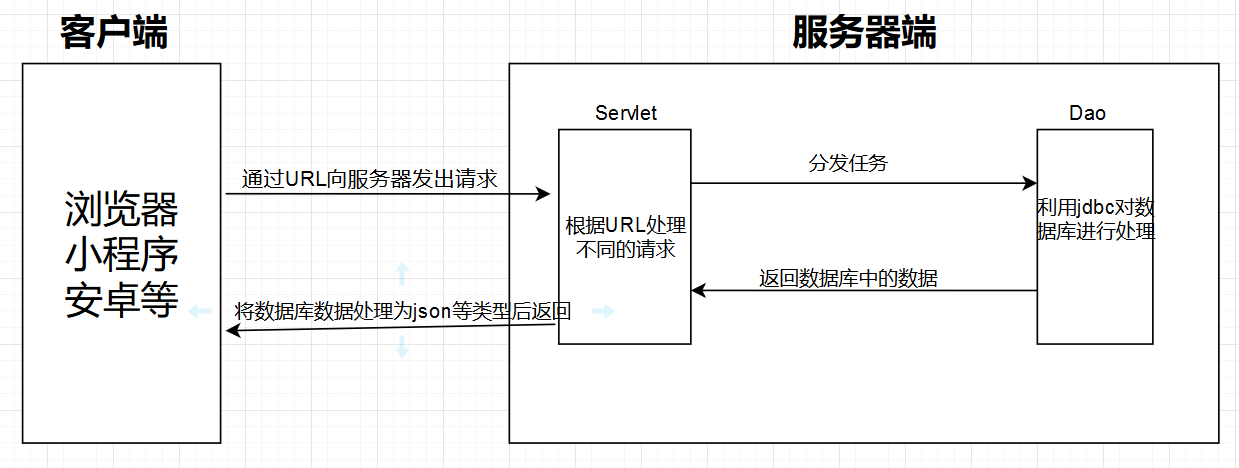 客户端
服务器端
Servlet
Dao
通过URL向服务器发出请求
分发任务
浏览器
小程序
安卓等
根据URL处理
不同的请求
利用jdbc对数
据库进行处理
返回数据库中的数据
将数据库数据处理为json等类型后返回